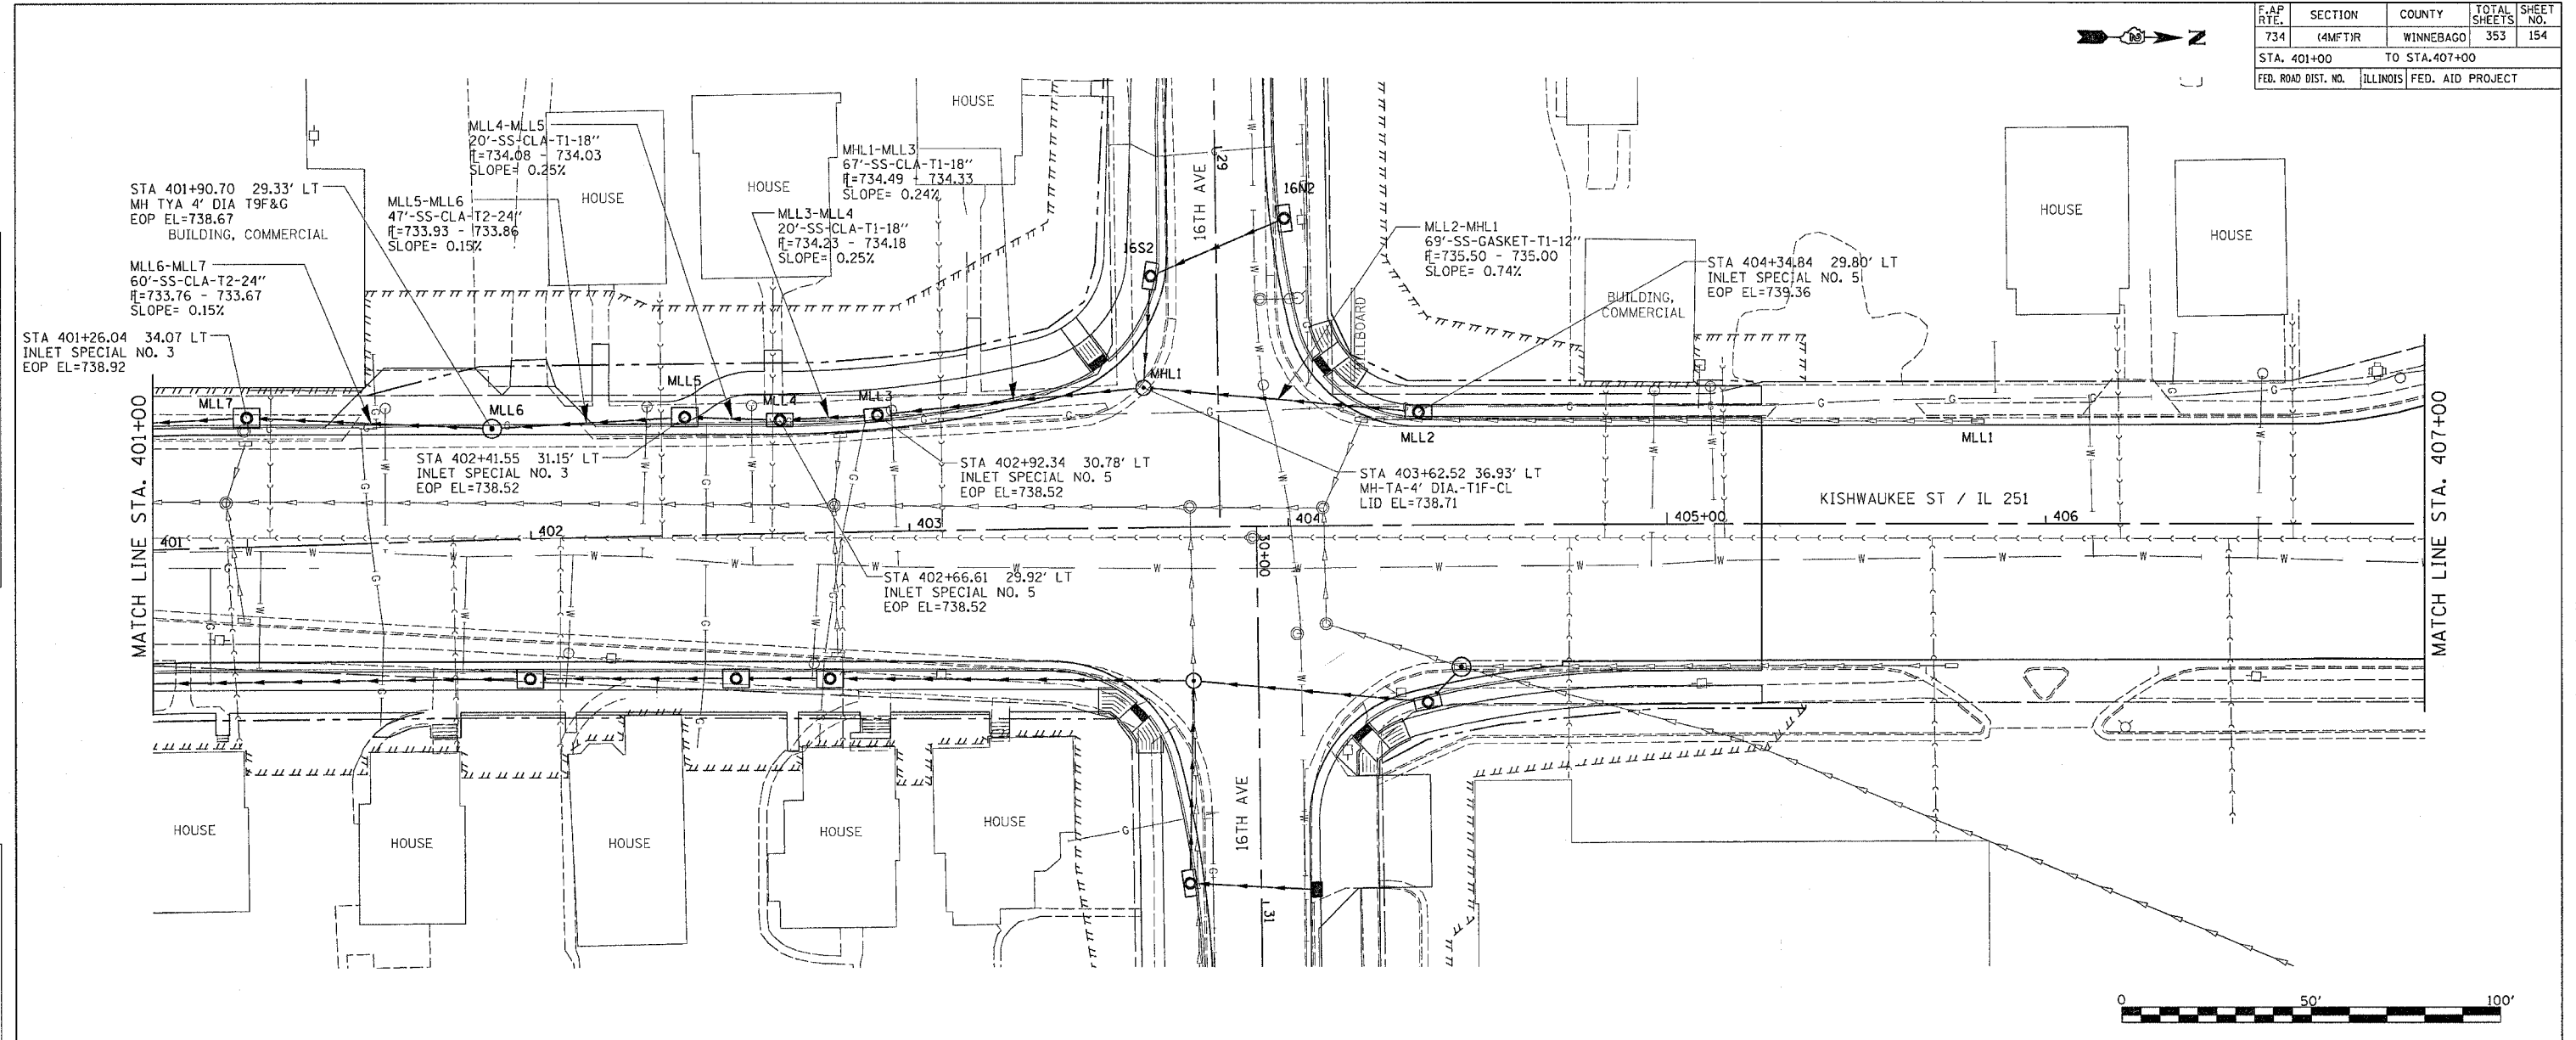 F.A.P RTE. SECTION COUNTY TOTAL SHEETS SHEET NO.
734 (4MFT)R WINNEBAGO 353 154
STA. 401+00 TO STA.407+00
FED. ROAD DIST. NO. ILLINOIS FED. AID PROJECT
N
HOUSE
HOUSE
HOUSE
HOUSE
HOUSE
MLL4-MLL5
20'-SS-CLA-T1-18"
FL=734.08 - 734.03
SLOPE= 0.25%
MHL1-MLL3
67'-SS-CLA-T1-18"
FL=734.49 - 734.33
SLOPE= 0.24%
STA 401+90.70 29.33' LT
MH TYA 4' DIA T9F&G
EOP EL=738.67
BUILDING, COMMERCIAL
MLL5-MLL6
47'-SS-CLA-T2-24"
FL=733.93 - 733.86
SLOPE= 0.15%
MLL3-MLL4
20'-SS-CLA-T1-18"
FL=734.23 - 734.18
SLOPE= 0.25%
MLL6-MLL7
60'-SS-CLA-T2-24"
FL=733.76 - 733.67
SLOPE= 0.15%
STA 401+26.04 34.07 LT
INLET SPECIAL NO. 3
EOP EL=738.92
MLL2-MHL1
69'-SS-GASKET-T1-12"
FL=735.50 - 735.00
SLOPE= 0.74%
STA 404+34.84 29.80' LT
INLET SPECIAL NO. 5
EOP EL=739.36
BUILDING, COMMERCIAL
BILLBOARD
16TH AVE
29
16N2
16S2
MHL1
MLL7
MLL6
MLL5
MLL4
MLL3
MLL2
MLL1
STA 402+41.55 31.15' LT
INLET SPECIAL NO. 3
EOP EL=738.52
STA 402+92.34 30.78' LT
INLET SPECIAL NO. 5
EOP EL=738.52
STA 403+62.52 36.93' LT
MH-TA-4' DIA.-T1F-CL
LID EL=738.71
KISHWAUKEE ST / IL 251
MATCH LINE STA. 401+00
MATCH LINE STA. 407+00
401
402
403
404
405+00
406
30+00
STA 402+66.61 29.92' LT
INLET SPECIAL NO. 5
EOP EL=738.52
16TH AVE
31
HOUSE
HOUSE
HOUSE
HOUSE
HOUSE
0 50' 100'